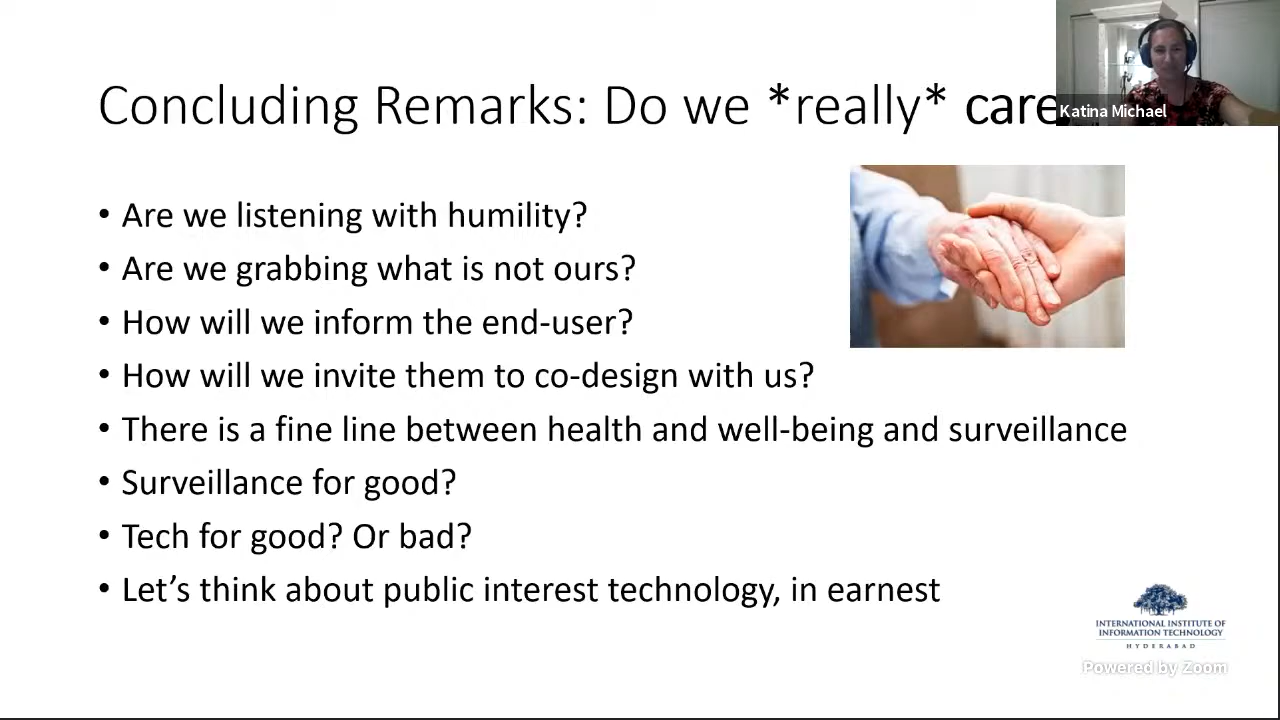 Concluding Remarks: Do we *really* care
Katina Michael
• Are we listening with humility?
• Are we grabbing what is not ours?
• How will we inform the end-user?
• How will we invite them to co-design with us?
• There is a fine line between health and well-being and surveillance
• Surveillance for good?
• Tech for good? Or bad?
• Let’s think about public interest technology, in earnest
INTERNATIONAL INSTITUTE OF
INFORMATION TECHNOLOGY
HYDERABAD
Powered by Zoom